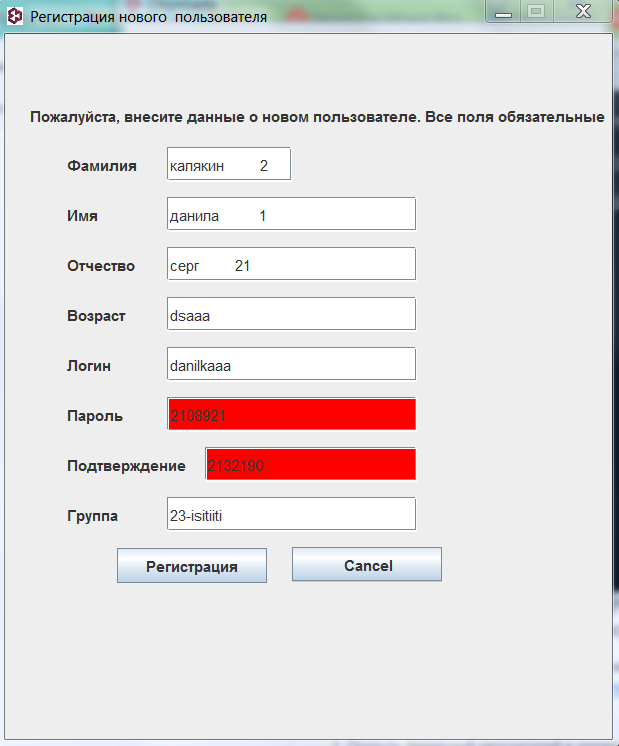 Регистрация нового пользователя
Пожалуйста, внесите данные о новом пользователе. Все поля обязательные
Фамилия калякин 2
Имя данила 1
Отчество серг 21
Возраст dsaaa
Логин danilkaaa
Пароль 2108921
Подтверждение 2132190
Группа 23-isitiiti
Регистрация Cancel